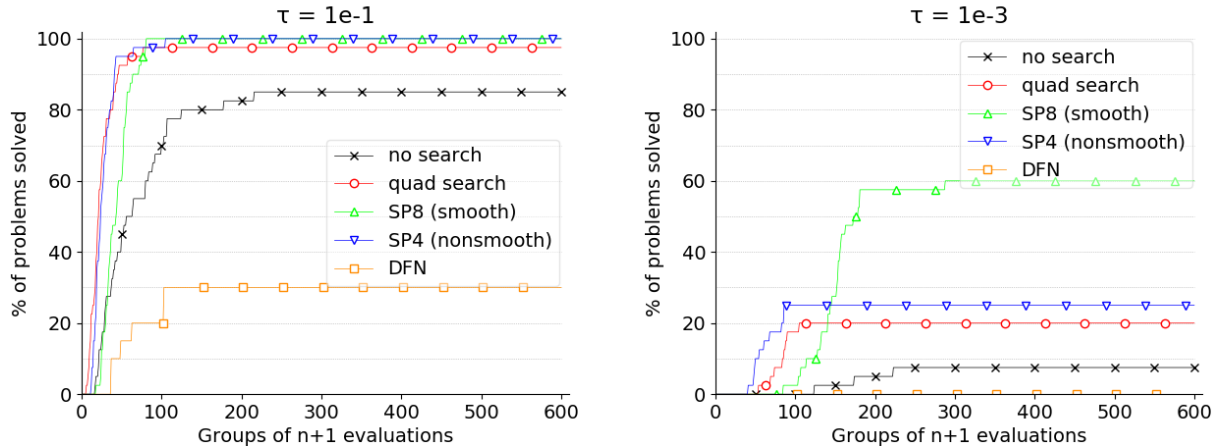 τ = 1e-1
100
80
60
40
20
0
% of problems solved
0 100 200 300 400 500 600
Groups of n+1 evaluations
no search
quad search
SP8 (smooth)
SP4 (nonsmooth)
DFN
τ = 1e-3
100
80
60
40
20
0
% of problems solved
0 100 200 300 400 500 600
Groups of n+1 evaluations
no search
quad search
SP8 (smooth)
SP4 (nonsmooth)
DFN